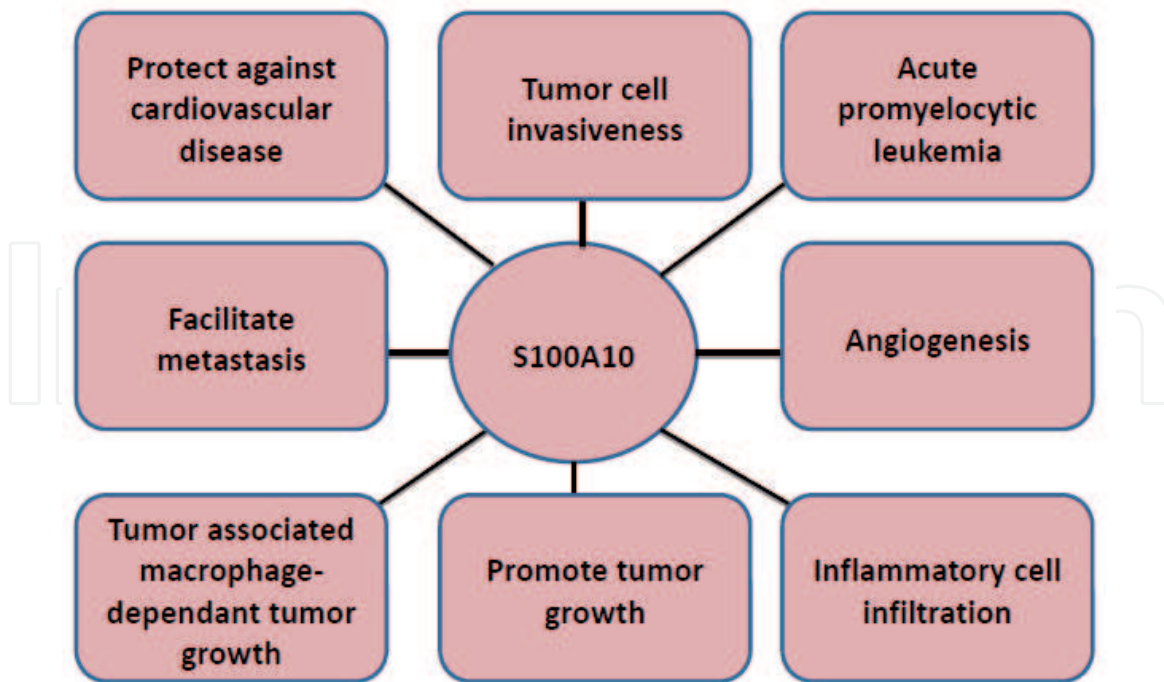 Protect against
cardiovascular
disease
Tumor cell
invasiveness
Acute
promyelocytic
leukemia
Facilitate
metastasis
S100A10
Angiogenesis
Tumor associated
macrophage-
dependant tumor
growth
Promote tumor
growth
Inflammatory cell
infiltration